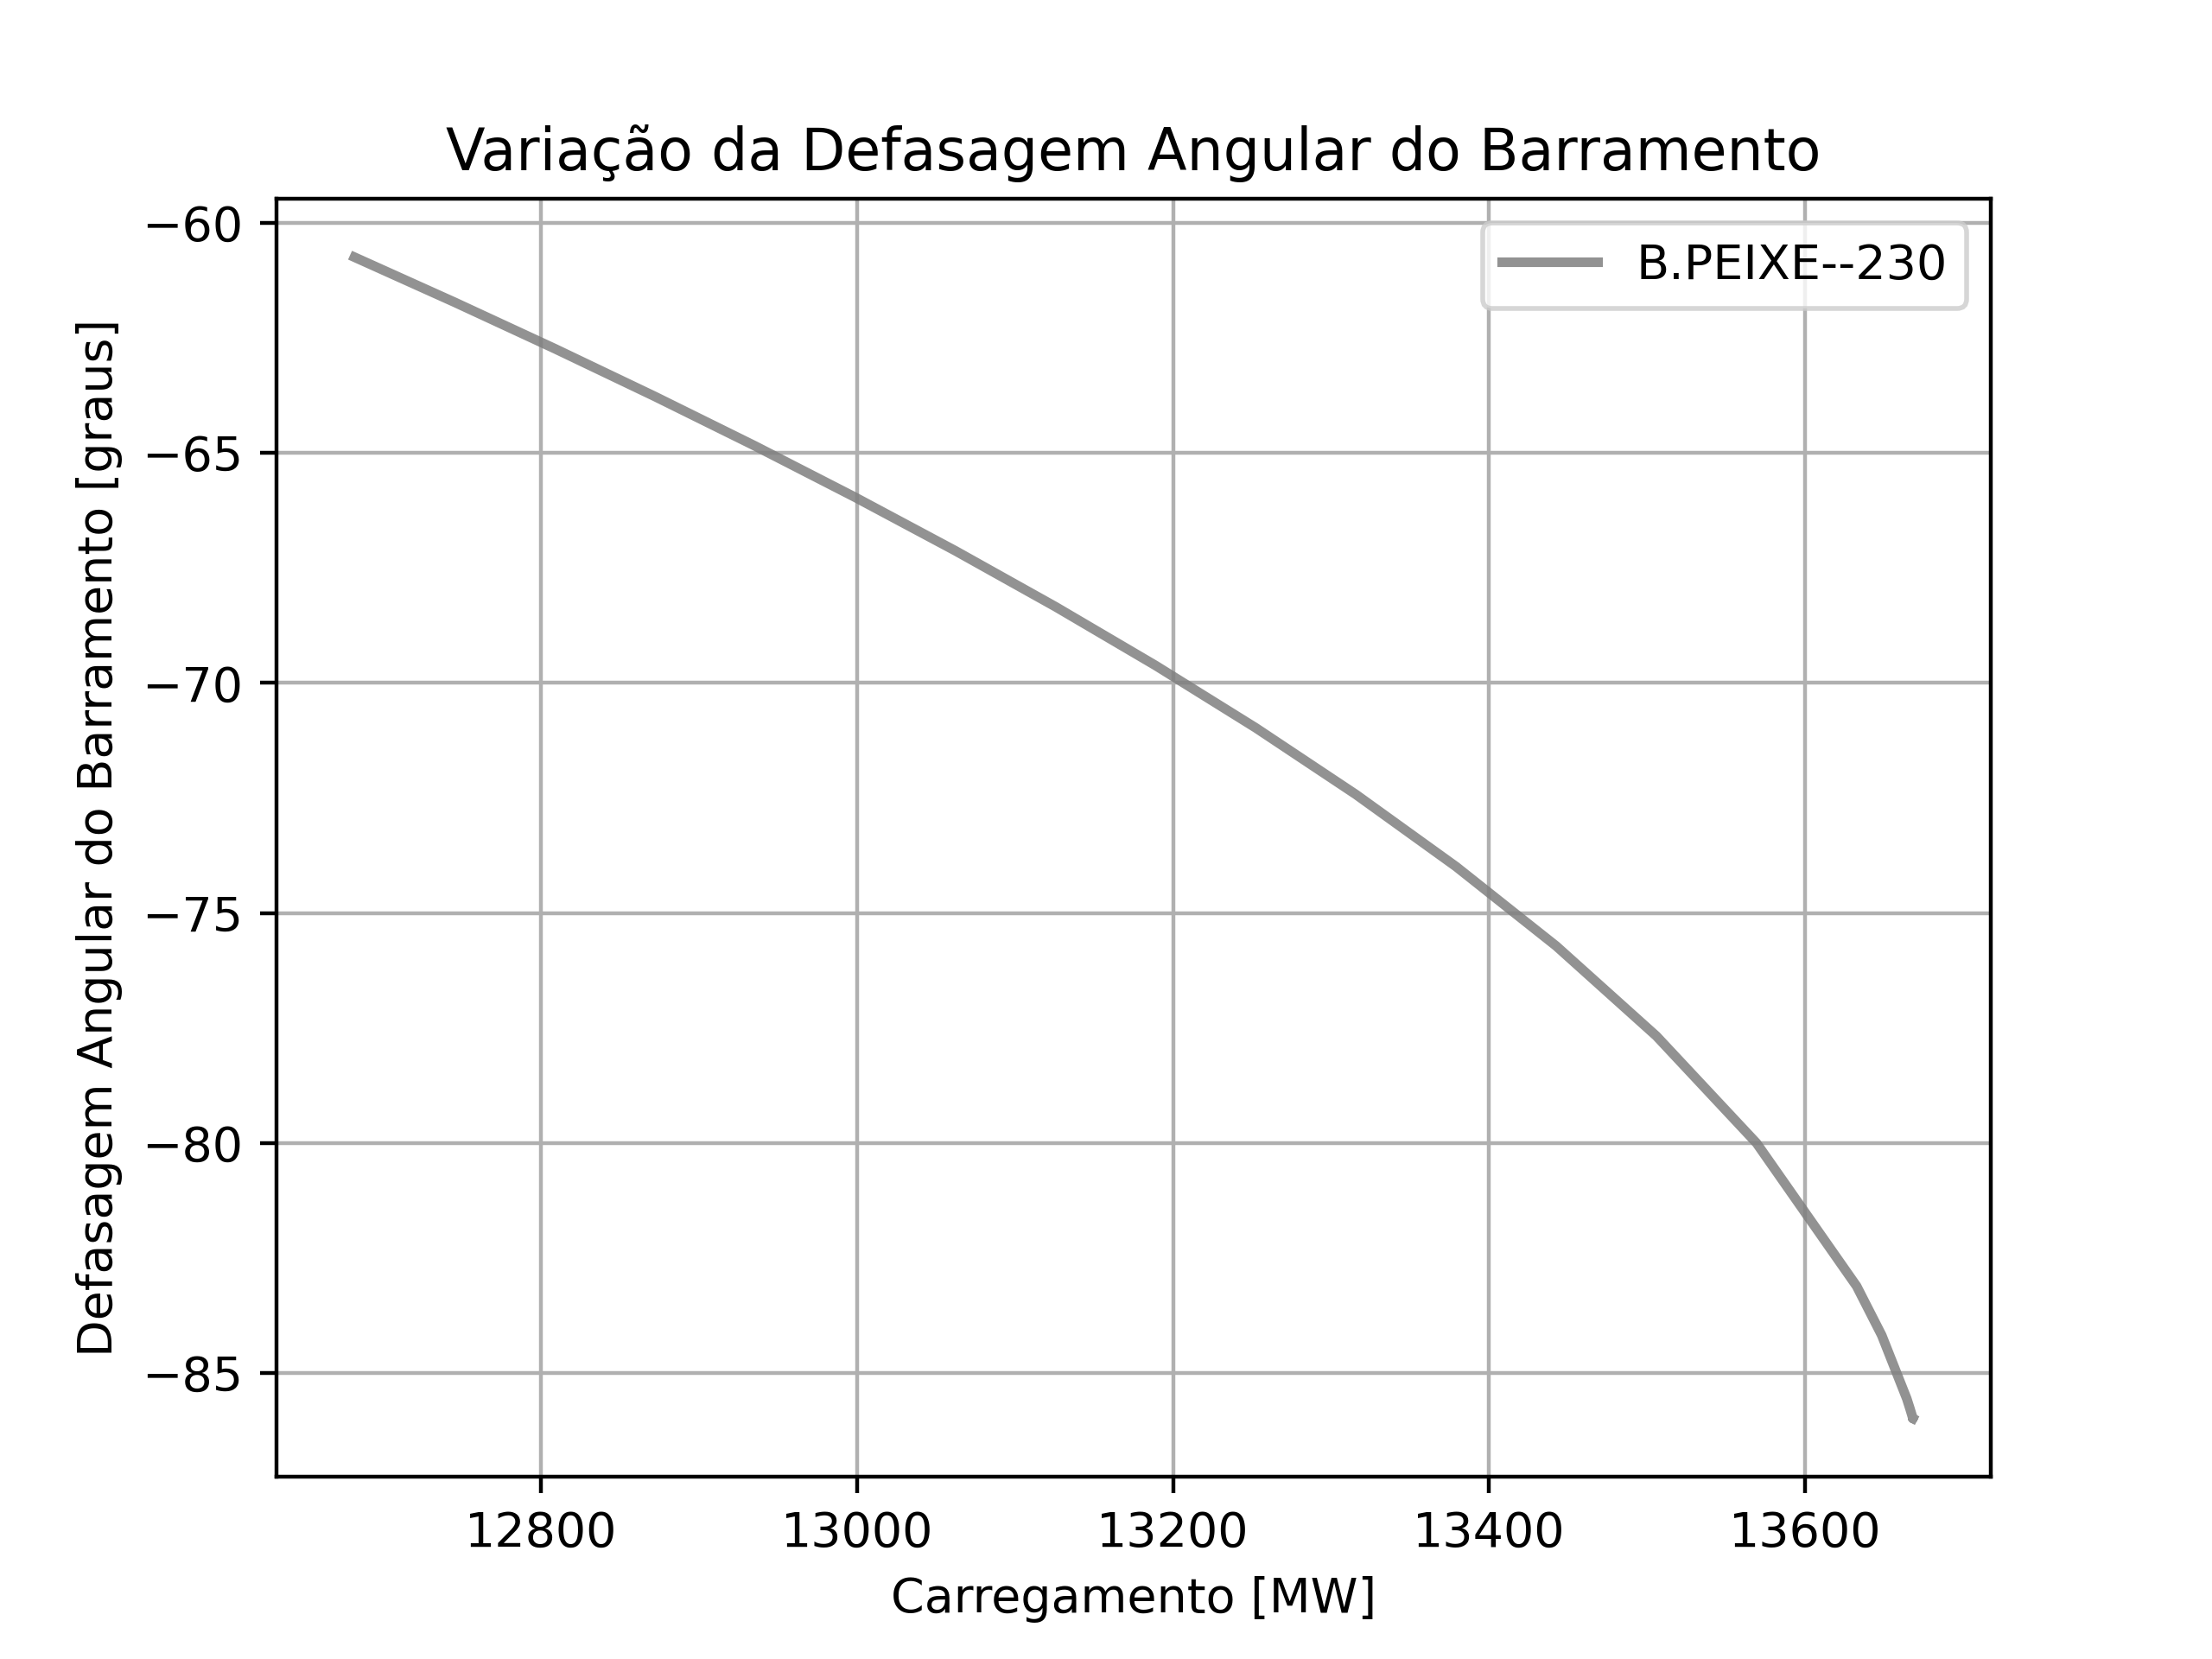 Variação da Defasagem Angular do Barramento
B.PEIXE--230
Defasagem Angular do Barramento [graus]
−60
−65
−70
−75
−80
−85
12800 13000 13200 13400 13600
Carregamento [MW]